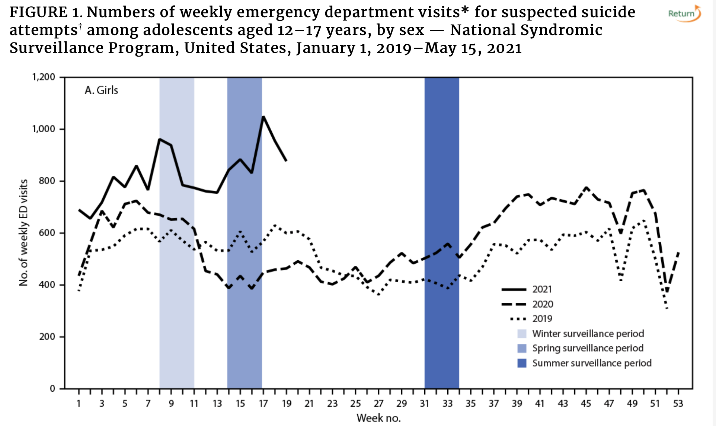 FIGURE 1. Numbers of weekly emergency department visits* for suspected suicide
attempts† among adolescents aged 12–17 years, by sex — National Syndromic
Surveillance Program, United States, January 1, 2019–May 15, 2021
Return
A. Girls
1,200
1,000
800
600
400
200
0
No. of weekly ED visits
2021
2020
2019
Winter surveillance period
Spring surveillance period
Summer surveillance period
1 3 5 7 9 11 13 15 17 19 21 23 25 27 29 31 33 35 37 39 41 43 45 47 49 51 53
Week no.